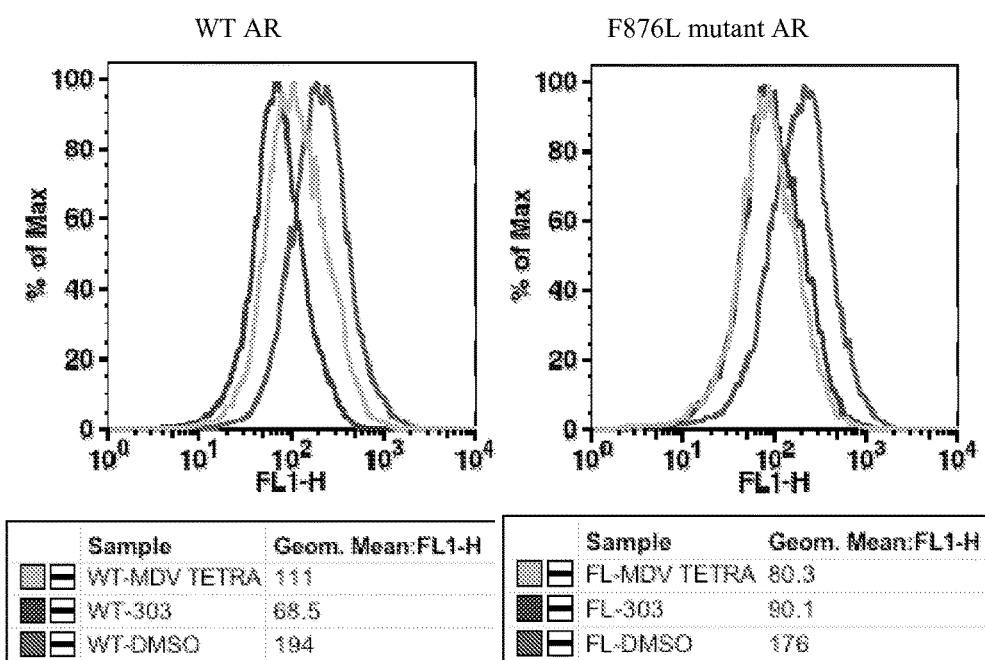 WT AR
F876L mutant AR
100
80
60
40
20
0
% of Max
10^0 10^1 10^2 10^3 10^4
FL1-H
100
80
60
40
20
0
% of Max
10^0 10^1 10^2 10^3 10^4
FL1-H
Sample Geom. Mean:FL1-H
WT-MDV TETRA 111
WT-303 68.5
WT-DMSO 194
Sample Geom. Mean:FL1-H
FL-MDV TETRA 80.3
FL-303 90.1
FL-DMSO 176